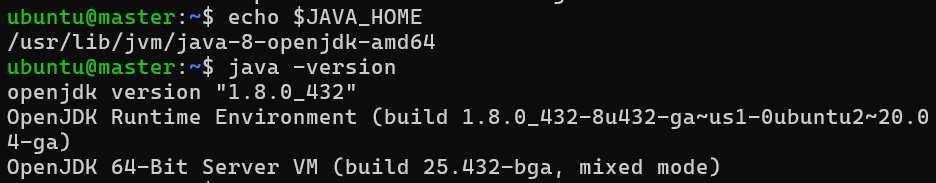 ubuntu@master:~$ echo $JAVA_HOME
/usr/lib/jvm/java-8-openjdk-amd64
ubuntu@master:~$ java -version
openjdk version "1.8.0_432"
OpenJDK Runtime Environment (build 1.8.0_432-8u432-ga~us1-0ubuntu2~20.0
4-ga)
OpenJDK 64-Bit Server VM (build 25.432-bga, mixed mode)